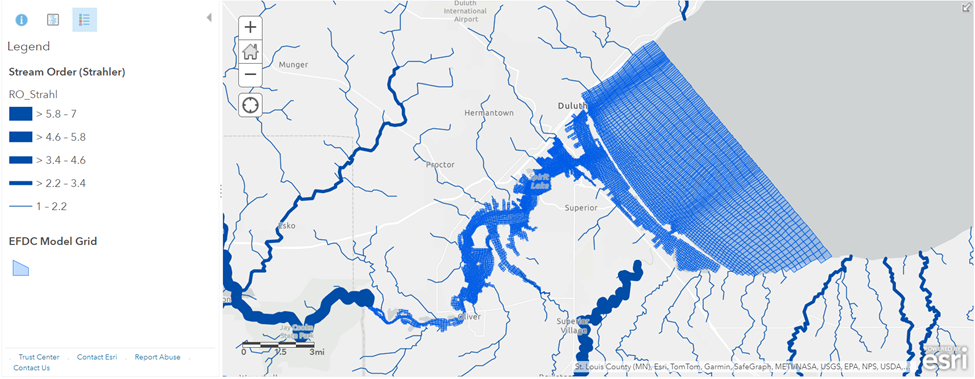 Legend
Stream Order (Strahler)
RO_Strahl
> 5.8 – 7
> 4.6 – 5.8
> 3.4 – 4.6
> 2.2 – 3.4
1 – 2.2
EFDC Model Grid
Trust Center
Contact Esri
Report Abuse
Contact Us
Duluth
International
Airport
Munger
Duluth
Hermantown
Proctor
Spirit
Lake
Superior
Esko
Oliver
Superior
Village
Jay Cooke
State Park
0 1.5 3mi
St. Louis County (MN), Esri, TomTom, Garmin, SafeGraph, METI/NASA, USGS, EPA, NPS, USDA...
POWERED BY
esri